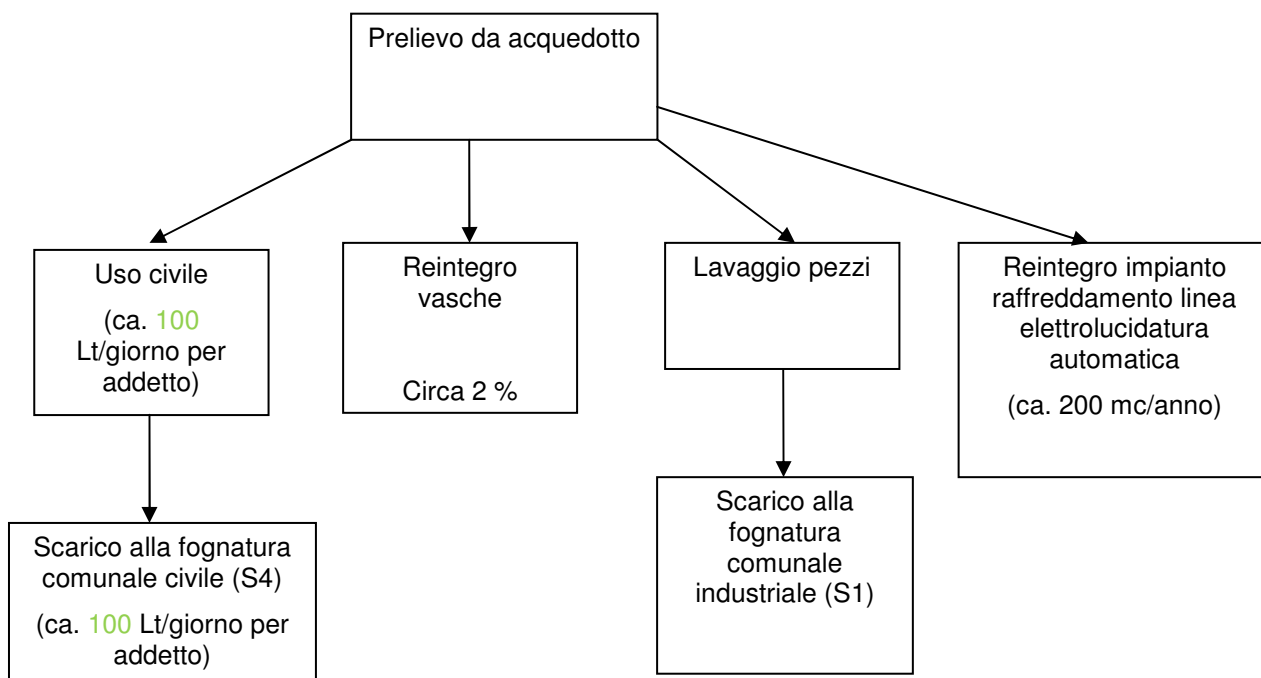 Prelievo da acquedotto
Uso civile
(ca. 100
Lt/giorno per
addetto)
Reintegro
vasche
Circa 2 %
Lavaggio pezzi
Reintegro impianto
raffreddamento linea
elettrolucidatura
automatica
(ca. 200 mc/anno)
Scarico alla fognatura
comunale civile (S4)
(ca. 100 Lt/giorno per
addetto)
Scarico alla
fognatura
comunale
industriale (S1)